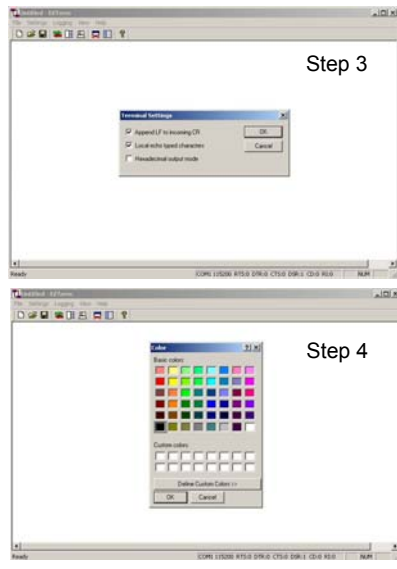 Untitled - EzTerm
File Settings Logging View Help
Step 3
Terminal Settings
Append LF to incoming CR
OK
Local echo typed characters
Cancel
Hexadecimal output mode
Ready
COM1 115200 RTS:0 DTR:0 CTS:0 DSR:1 CD:0 RI:0
NUM
Untitled - EzTerm
File Settings Logging View Help
Step 4
Color
Basic colors:
Custom colors:
Define Custom Colors >>
OK
Cancel
Ready
COM1 115200 RTS:0 DTR:0 CTS:0 DSR:1 CD:0 RI:0
NUM